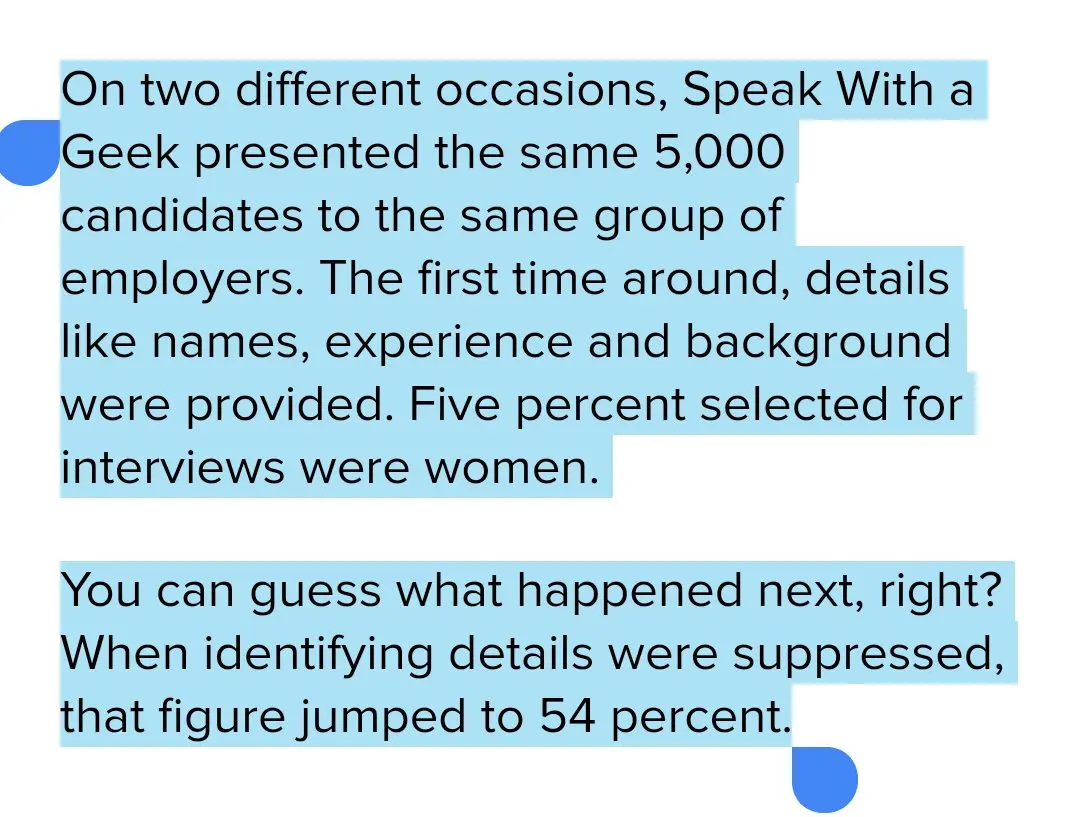 On two different occasions, Speak With a
Geek presented the same 5,000
candidates to the same group of
employers. The first time around, details
like names, experience and background
were provided. Five percent selected for
interviews were women.
You can guess what happened next, right?
When identifying details were suppressed,
that figure jumped to 54 percent.